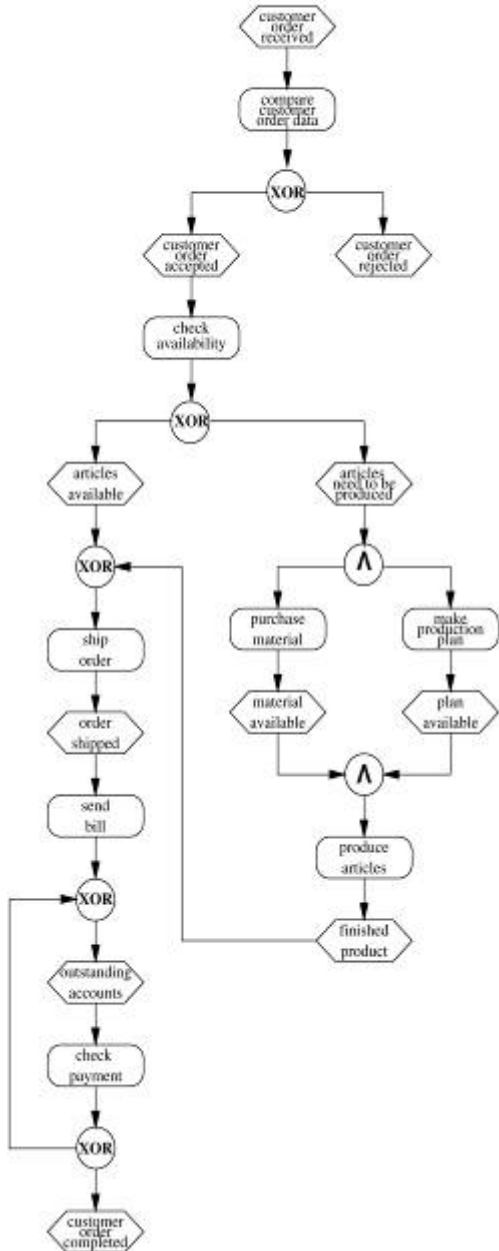 customer
order
received
compare
customer
order data
XOR
customer
order
accepted
customer
order
rejected
check
availability
XOR
articles
available
articles
need to be
produced
XOR
Λ
purchase
material
make
production
plan
ship
order
material
available
plan
available
order
shipped
Λ
send
bill
produce
articles
XOR
finished
product
outstanding
accounts
check
payment
XOR
customer
order
completed